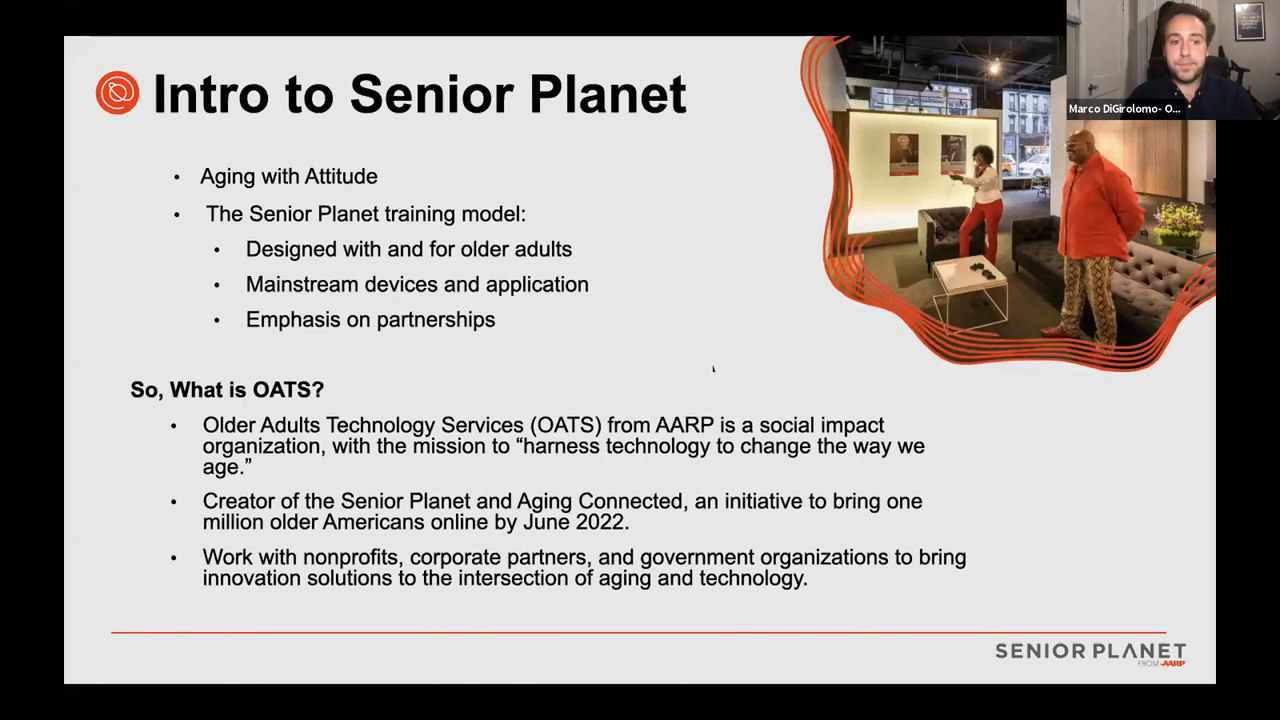 Intro to Senior Planet
Marco DiGirolomo- O...
• Aging with Attitude
• The Senior Planet training model:
• Designed with and for older adults
• Mainstream devices and application
• Emphasis on partnerships
So, What is OATS?
• Older Adults Technology Services (OATS) from AARP is a social impact
organization, with the mission to “harness technology to change the way we
age.”
• Creator of the Senior Planet and Aging Connected, an initiative to bring one
million older Americans online by June 2022.
• Work with nonprofits, corporate partners, and government organizations to bring
innovation solutions to the intersection of aging and technology.
SENIOR PLANET
FROM AARP